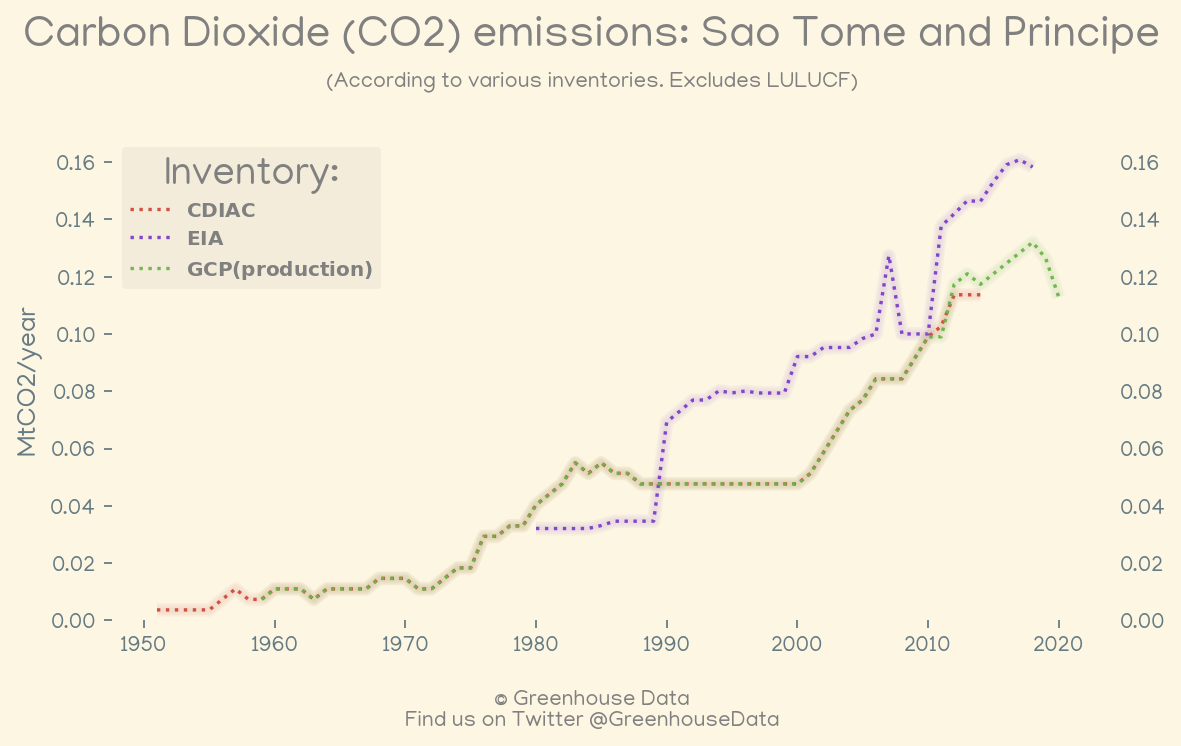 Carbon Dioxide (CO2) emissions: Sao Tome and Principe
(According to various inventories. Excludes LULUCF)
Inventory:
CDIAC
EIA
GCP(production)
MtCO2/year
0.16
0.14
0.12
0.10
0.08
0.06
0.04
0.02
0.00
0.16
0.14
0.12
0.10
0.08
0.06
0.04
0.02
0.00
1950 1960 1970 1980 1990 2000 2010 2020
© Greenhouse Data
Find us on Twitter @GreenhouseData